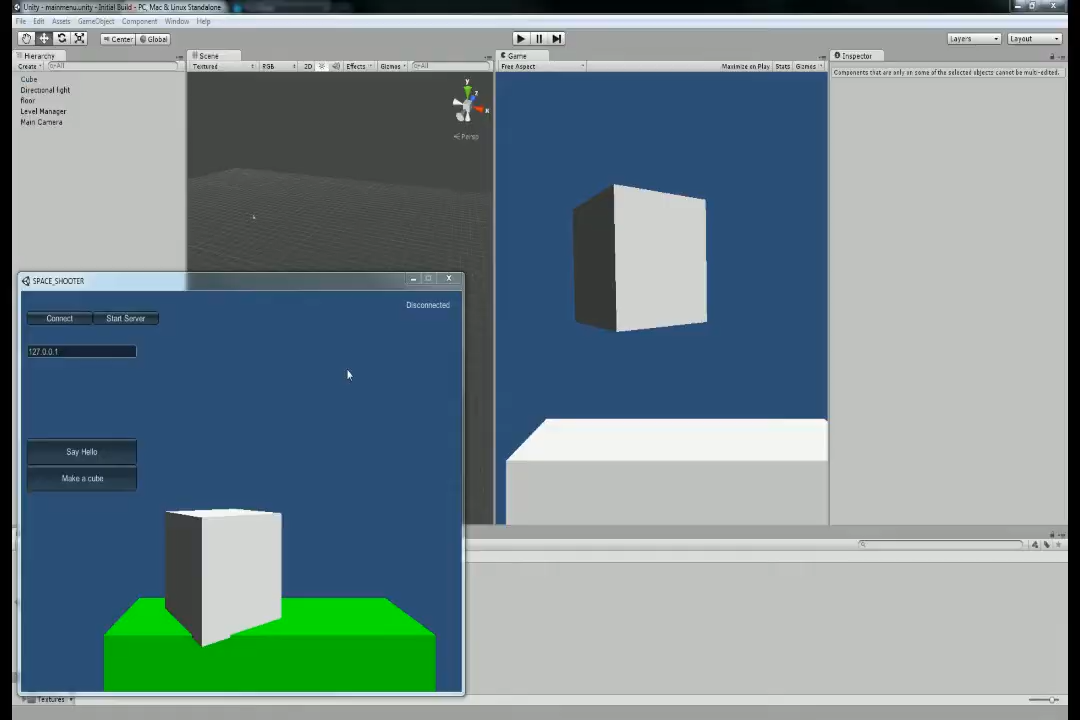 Unity - mainmenu.unity - Initial Build - PC, Mac & Linux Standalone
File Edit Assets GameObject Component Window Help
Center Global Layers Layout
Hierarchy Scene Game Inspector
Create All Textured RGB 2D Effects Gizmos All Free Aspect Maximize on Play Stats Gizmos Components that are only on some of the selected objects cannot be multi-edited.
Cube
Directional light
floor
Level Manager
Main Camera
y
z
x
Persp
SPACE_SHOOTER
Disconnected
Connect Start Server
127.0.0.1
Say Hello
Make a cube
Textures